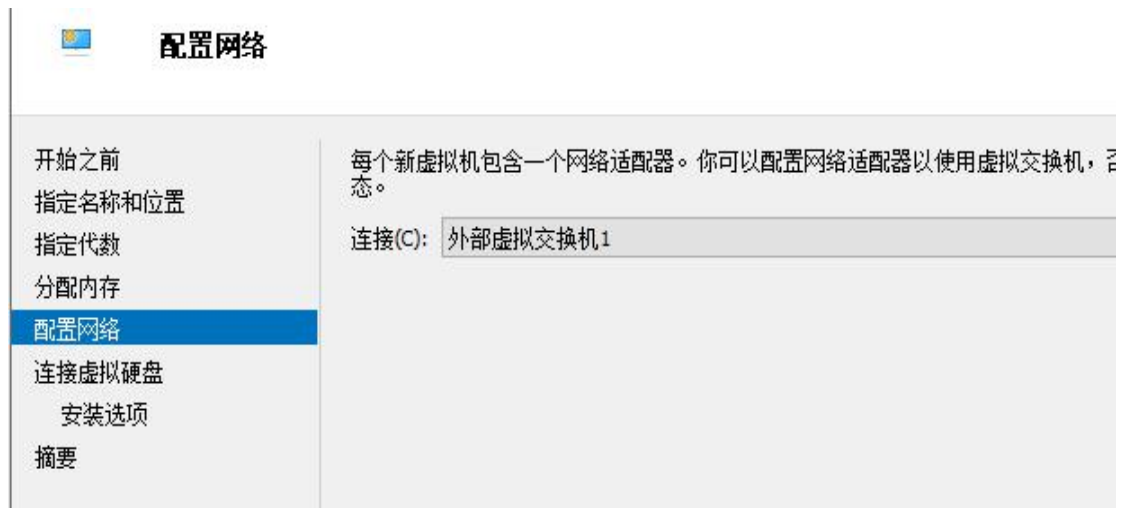 配置网络
开始之前
指定名称和位置
指定代数
分配内存
配置网络
连接虚拟硬盘
安装选项
摘要
每个新虚拟机包含一个网络适配器。你可以配置网络适配器以使用虚拟交换机，
态。
连接(C): 外部虚拟交换机1